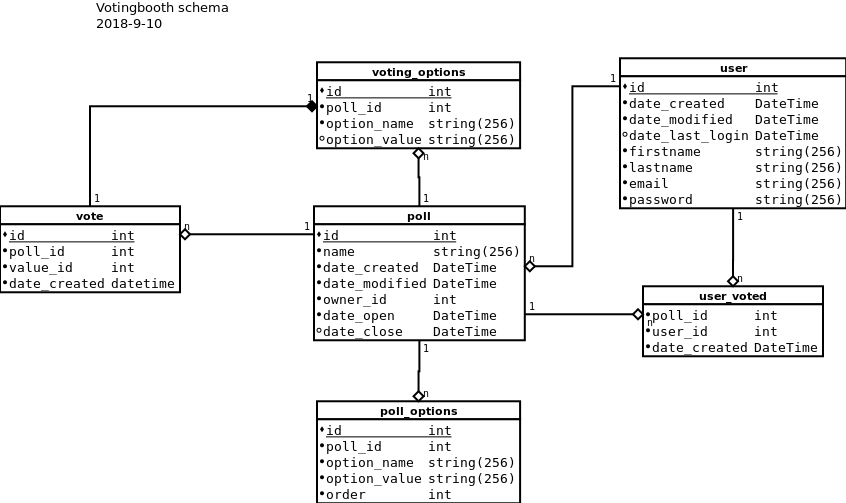 Votingbooth schema
2018-9-10
voting_options
id int
poll_id int
option_name string(256)
option_value string(256)
user
id int
date_created DateTime
date_modified DateTime
date_last_login DateTime
firstname string(256)
lastname string(256)
email string(256)
password string(256)
1
1
n
1
1
vote
id int
poll_id int
value_id int
date_created datetime
n
1
poll
id int
name string(256)
date_created DateTime
date_modified DateTime
owner_id int
date_open DateTime
date_close DateTime
n
1
n
1
n
user_voted
poll_id int
user_id int
date_created DateTime
1
n
poll_options
id int
poll_id int
option_name string(256)
option_value string(256)
order int